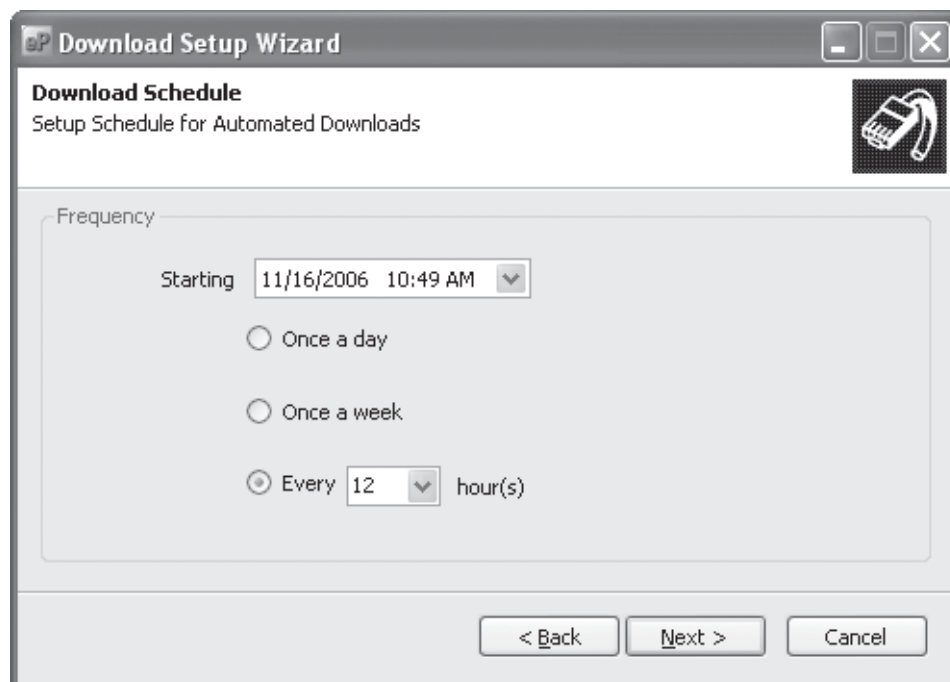 eP Download Setup Wizard
Download Schedule
Setup Schedule for Automated Downloads
Frequency
Starting 11/16/2006 10:49 AM
Once a day
Once a week
Every 12 hour(s)
< Back Next > Cancel